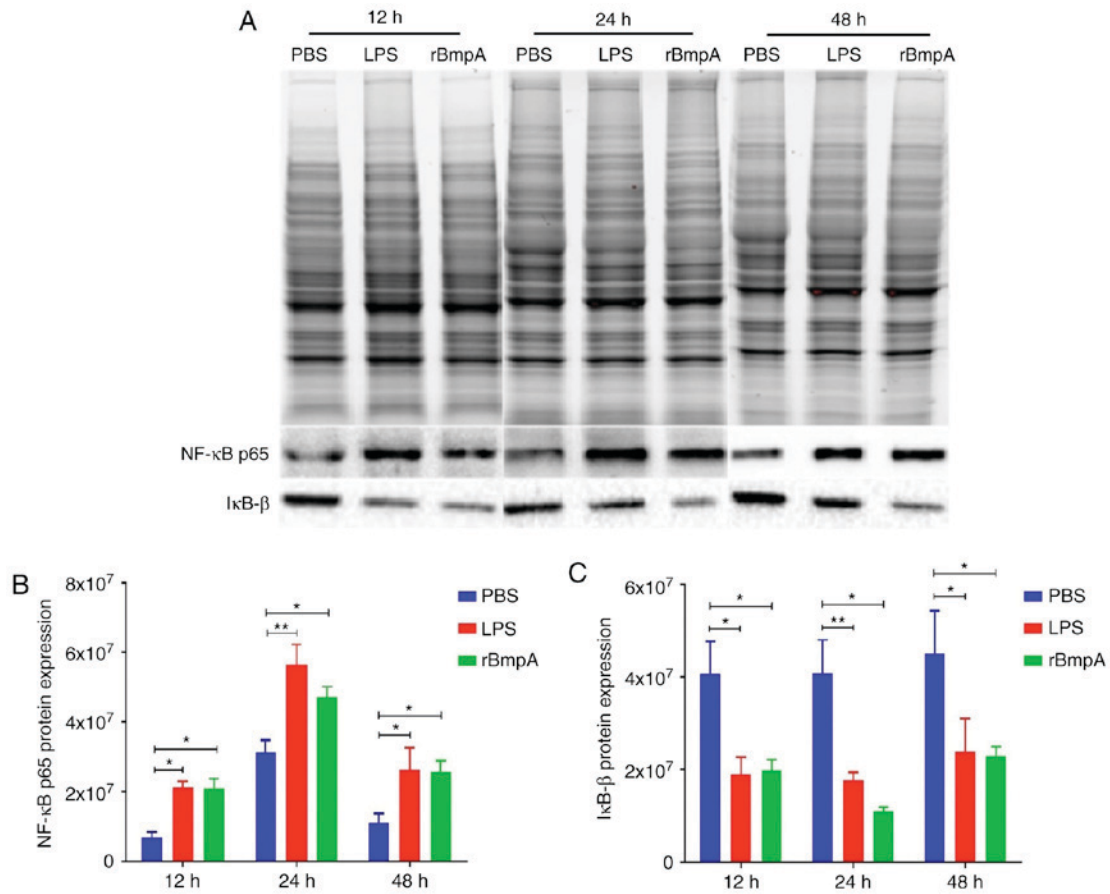 A
12 h 24 h 48 h
PBS LPS rBmpA PBS LPS rBmpA PBS LPS rBmpA
NF-κB p65
IκB-β
B
NF-κB p65 protein expression
8x10⁷
6x10⁷
4x10⁷
2x10⁷
0
* * ** * * *
12 h 24 h 48 h
PBS
LPS
rBmpA
C
IκB-β protein expression
6x10⁷
4x10⁷
2x10⁷
0
* * ** * * *
12 h 24 h 48 h
PBS
LPS
rBmpA